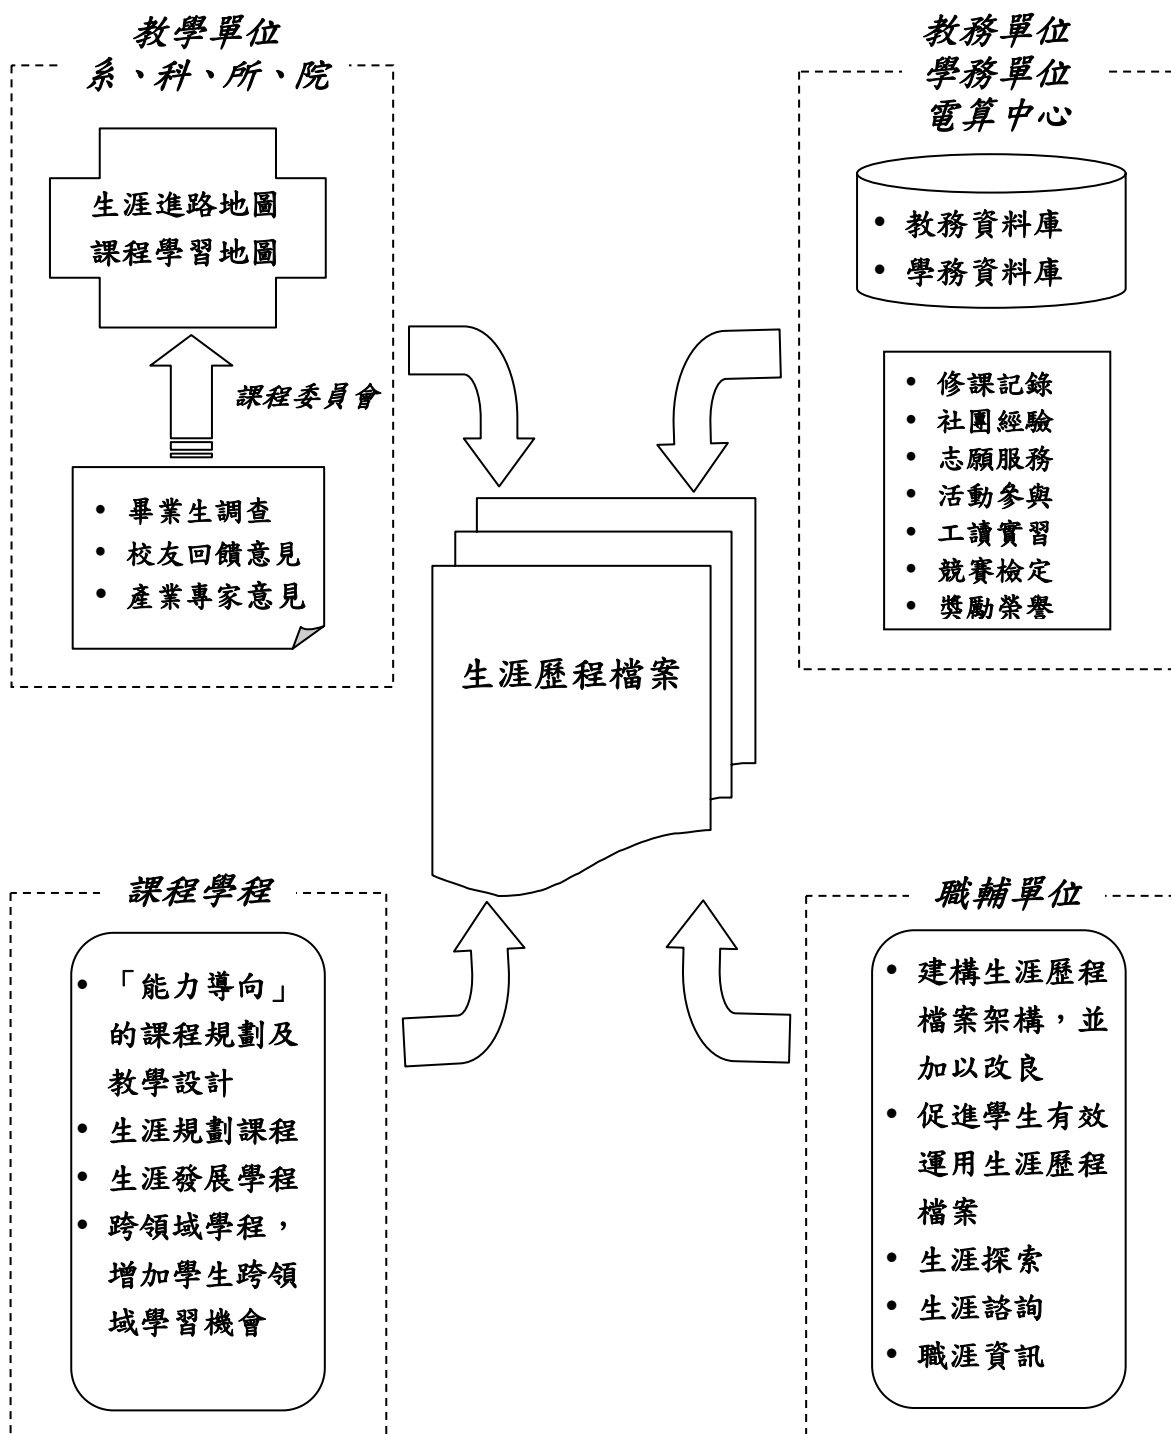 教學單位
系、科、所、院
生涯進路地圖
課程學習地圖
課程委員會
• 畢業生調查
• 校友回饋意見
• 產業專家意見
教務單位
學務單位
電算中心
• 教務資料庫
• 學務資料庫
• 修課記錄
• 社團經驗
• 志願服務
• 活動參與
• 工讀實習
• 競賽檢定
• 獎勵榮譽
生涯歷程檔案
課程學程
• 「能力導向」
的課程規劃及
教學設計
• 生涯規劃課程
• 生涯發展學程
• 跨領域學程，
增加學生跨領
域學習機會
職輔單位
• 建構生涯歷程
檔案架構，並
加以改良
• 促進學生有效
運用生涯歷程
檔案
• 生涯探索
• 生涯諮詢
• 職涯資訊